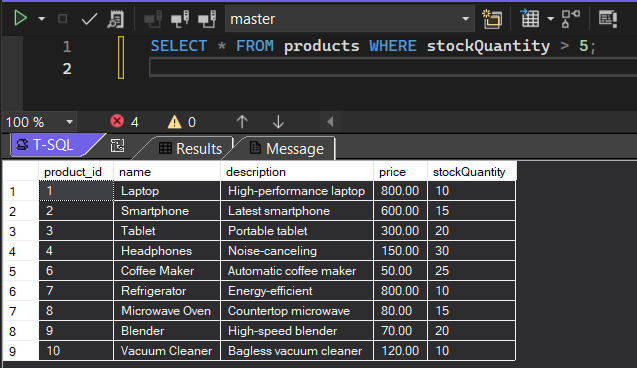 master
1 SELECT * FROM products WHERE stockQuantity > 5;
2
100 % 4 0
T-SQL Results Message
product_id name description price stockQuantity
1 1 Laptop High-performance laptop 800.00 10
2 2 Smartphone Latest smartphone 600.00 15
3 3 Tablet Portable tablet 300.00 20
4 4 Headphones Noise-canceling 150.00 30
5 6 Coffee Maker Automatic coffee maker 50.00 25
6 7 Refrigerator Energy-efficient 800.00 10
7 8 Microwave Oven Countertop microwave 80.00 15
8 9 Blender High-speed blender 70.00 20
9 10 Vacuum Cleaner Bagless vacuum cleaner 120.00 10